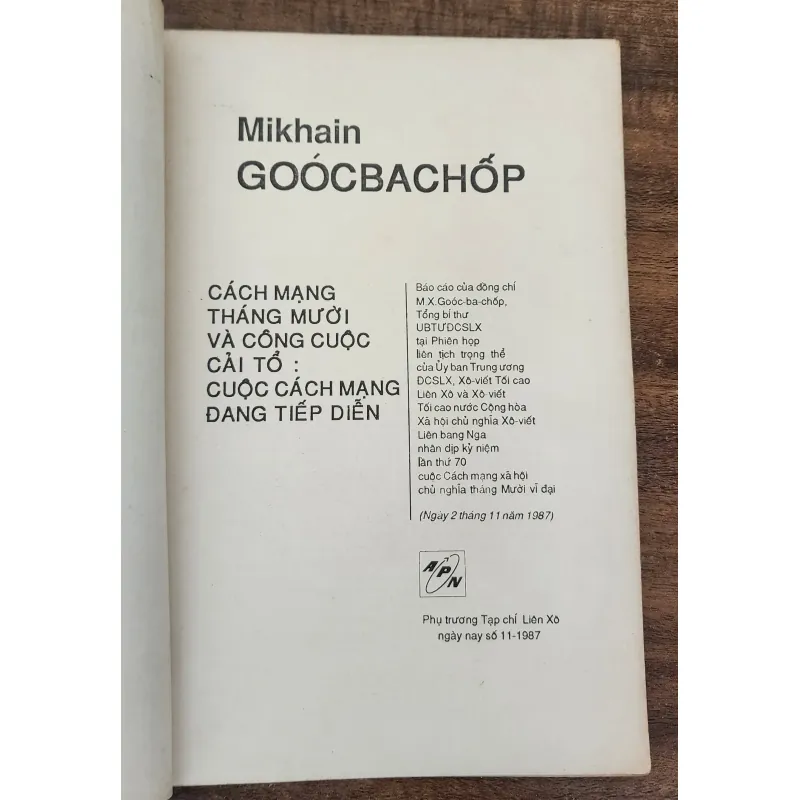 Mikhain
GOÓCBACHỐP
CÁCH MẠNG
THÁNG MƯỜI
VÀ CÔNG CUỘC
CẢI TỔ :
CUỘC CÁCH MẠNG
ĐANG TIẾP DIỄN
Báo cáo của đồng chí
M.X.Goóc-ba-chốp,
Tổng bí thư
UBTƯĐCSLX
tại Phiên họp
liên tịch trọng thể
của Ủy ban Trung ương
ĐCSLX, Xô-viết Tối cao
Liên Xô và Xô-viết
Tối cao nước Cộng hòa
Xã hội chủ nghĩa Xô-viết
Liên bang Nga
nhân dịp kỷ niệm
lần thứ 70
cuộc Cách mạng xã hội
chủ nghĩa tháng Mười vĩ đại
(Ngày 2 tháng 11 năm 1987)
APN
Phụ trương Tạp chí Liên Xô
ngày nay số 11-1987